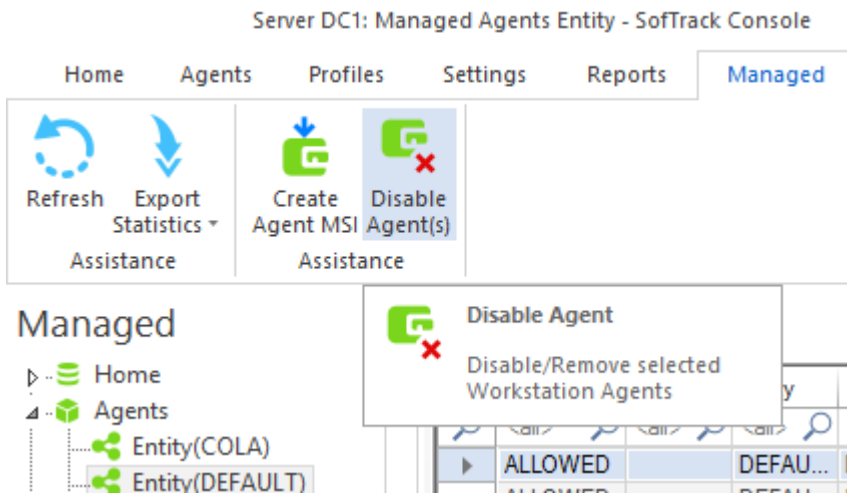 Server DC1: Managed Agents Entity - SofTrack Console
Home Agents Profiles Settings Reports Managed
Refresh Export Statistics Create Agent MSI Disable Agent(s)
Assistance Assistance
Managed
Disable Agent
Disable/Remove selected
Workstation Agents
Home
Agents
Entity(COLA)
Entity(DEFAULT)
y
<all> <all> <all>
ALLOWED DEFAU...
ALLOWED DEFAU